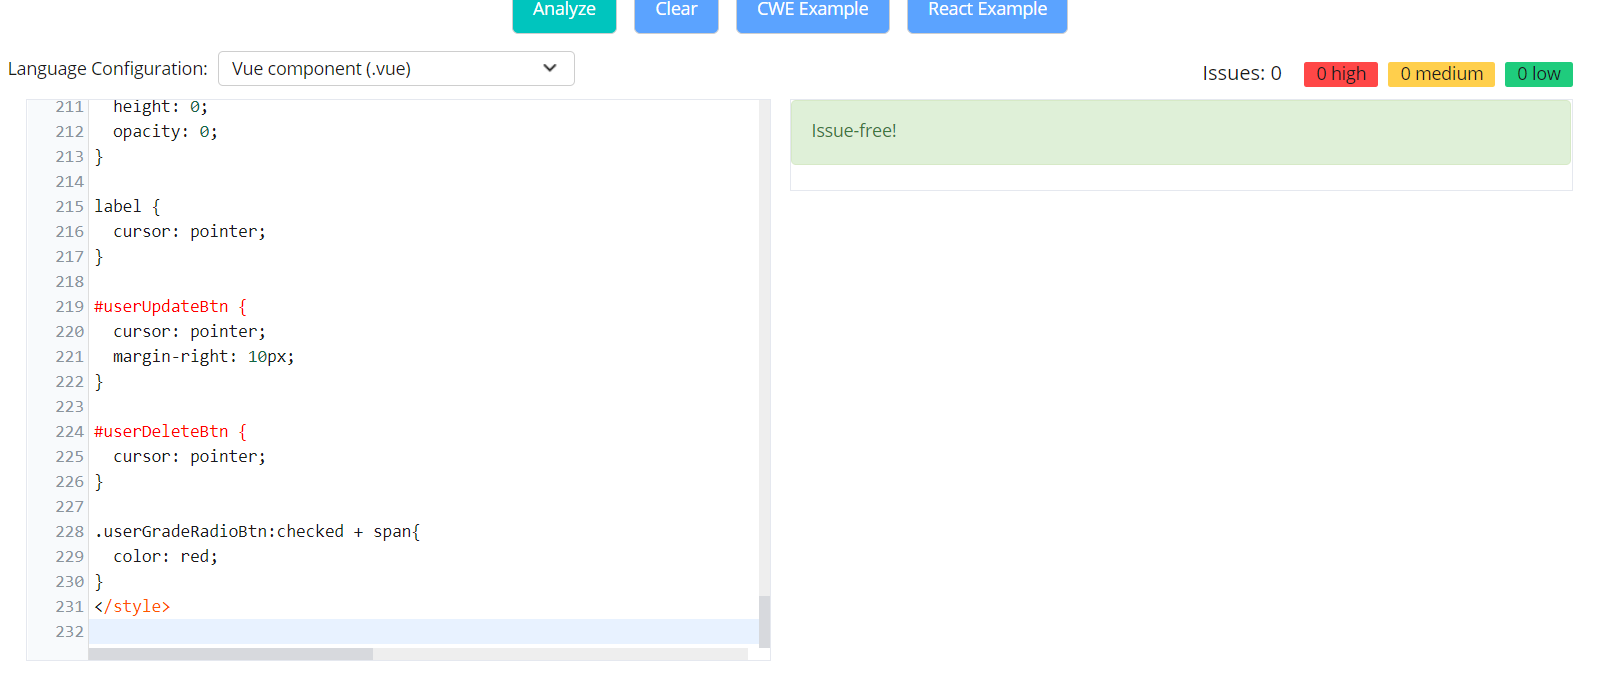 Analyze Clear CWE Example React Example
Language Configuration: Vue component (.vue) Issues: 0 0 high 0 medium 0 low
211   height: 0;
212   opacity: 0;
213 }
214
215 label {
216   cursor: pointer;
217 }
218
219 #userUpdateBtn {
220   cursor: pointer;
221   margin-right: 10px;
222 }
223
224 #userDeleteBtn {
225   cursor: pointer;
226 }
227
228 .userGradeRadioBtn:checked + span{
229   color: red;
230 }
231 </style>
232
Issue-free!